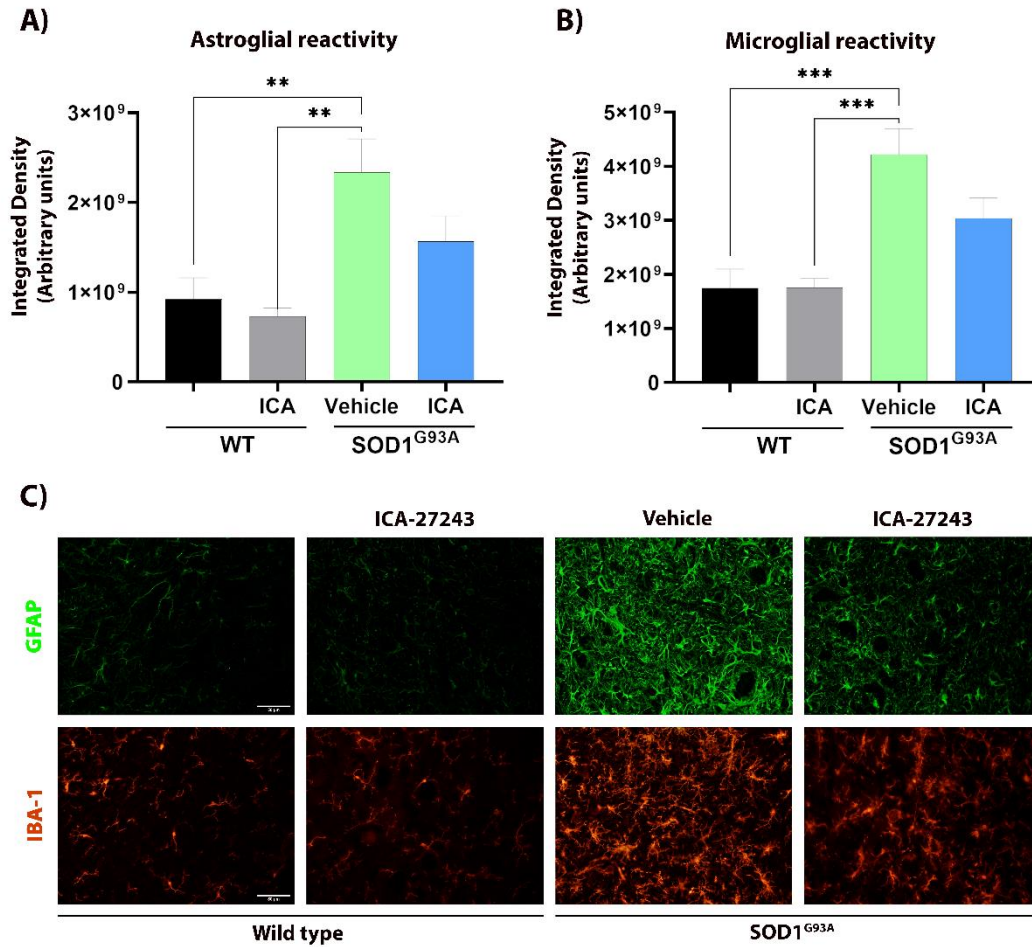 A)
Astroglial reactivity
**
**
Integrated Density
(Arbitrary units)
3×10⁹
2×10⁹
1×10⁹
0
ICA Vehicle ICA
WT SOD1ᴳ⁹³ᴬ
B)
Microglial reactivity
***
***
Integrated Density
(Arbitrary units)
5×10⁹
4×10⁹
3×10⁹
2×10⁹
1×10⁹
0
ICA Vehicle ICA
WT SOD1ᴳ⁹³ᴬ
C)
ICA-27243 Vehicle ICA-27243
GFAP
IBA-1
Wild type SOD1ᴳ⁹³ᴬ